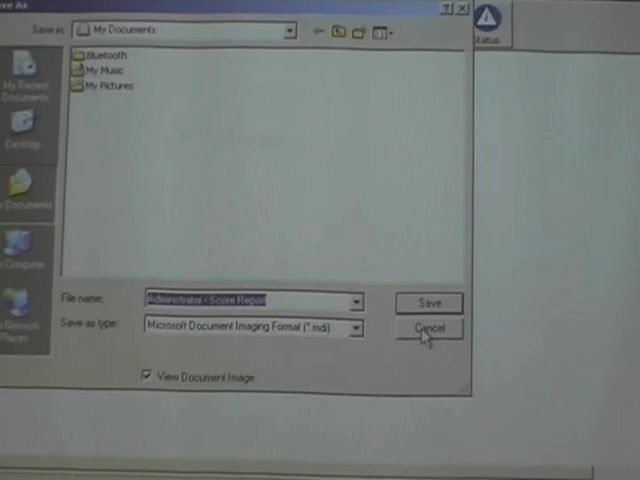 ve As
Save in: My Documents
Status
Bluetooth
My Music
My Pictures
My Recent
Documents
Desktop
Documents
Computer
Network
Places
File name: Administrator - Score Report
Save
Save as type: Microsoft Document Imaging Format (*.mdi)
Cancel
View Document Image